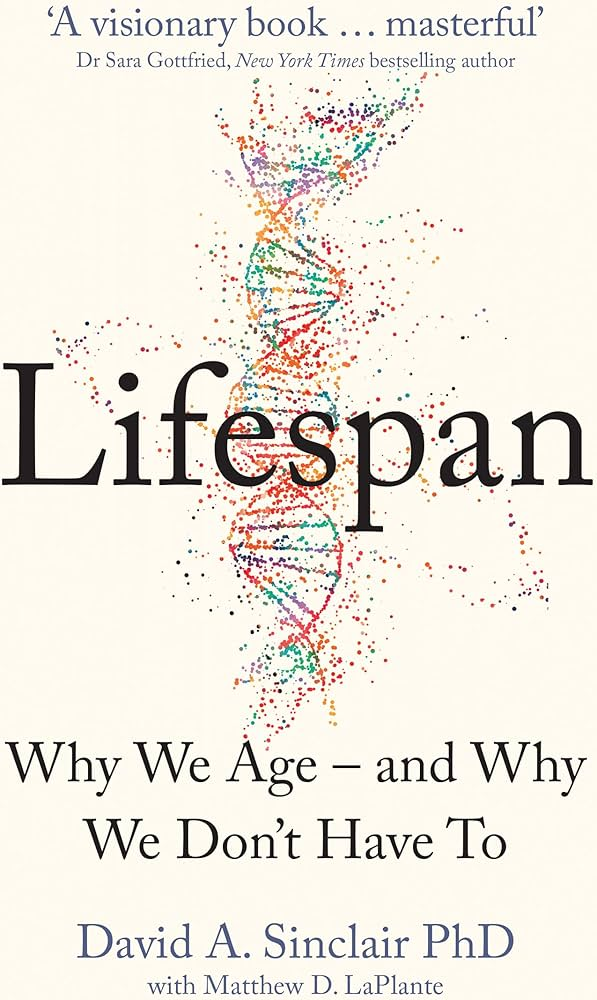 ‘A visionary book ... masterful’
Dr Sara Gottfried, New York Times bestselling author
Lifespan
Why We Age – and Why
We Don’t Have To
David A. Sinclair PhD
with Matthew D. LaPlante